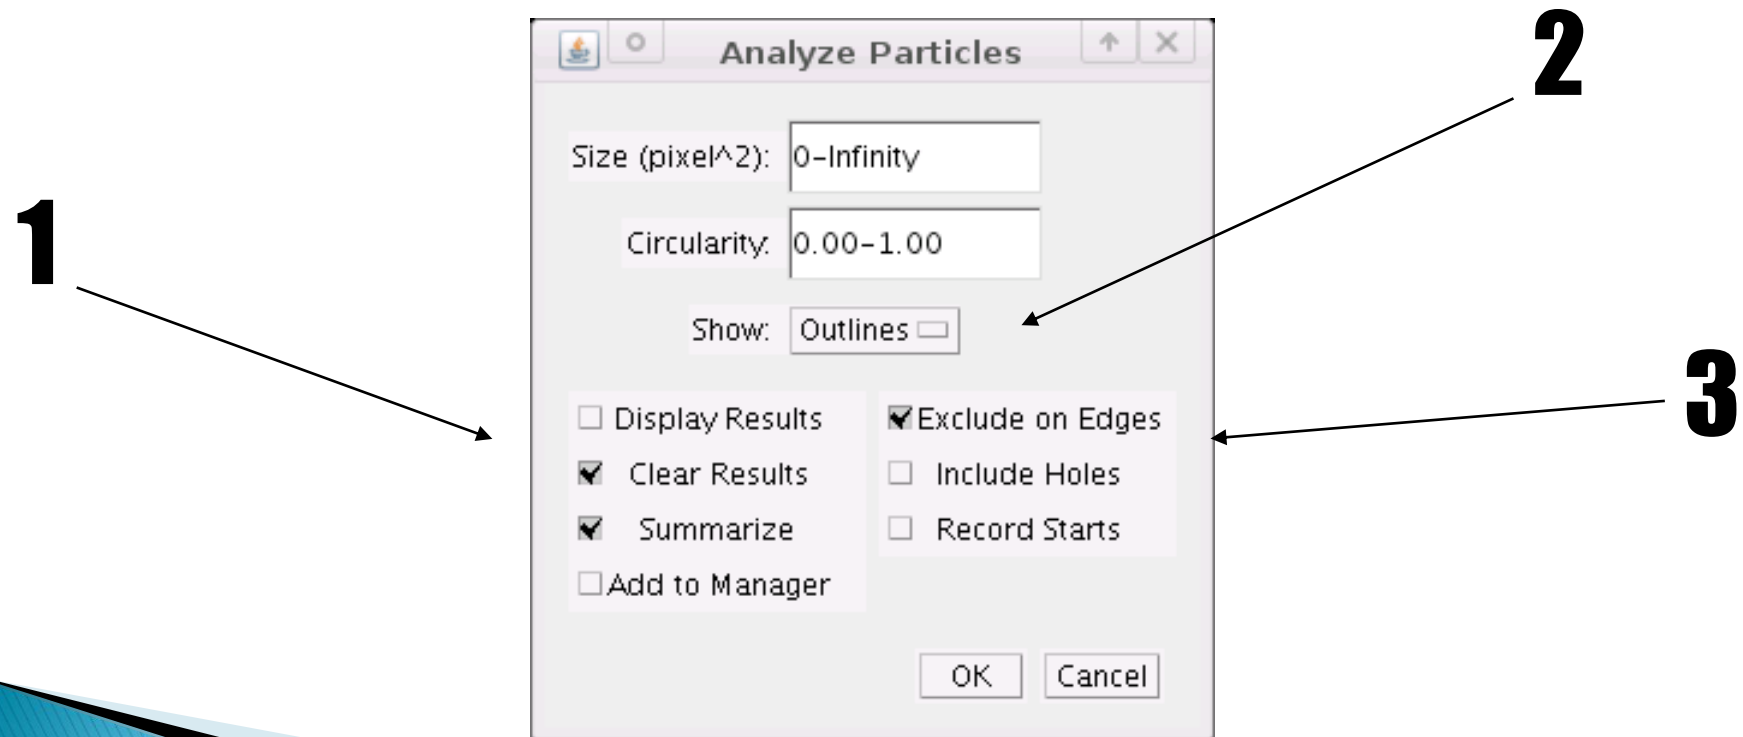 2
Analyze Particles
Size (pixel^2): 0-Infinity
1
Circularity: 0.00-1.00
Show: Outlines
3
Display Results Exclude on Edges
Clear Results Include Holes
Summarize Record Starts
Add to Manager
OK Cancel